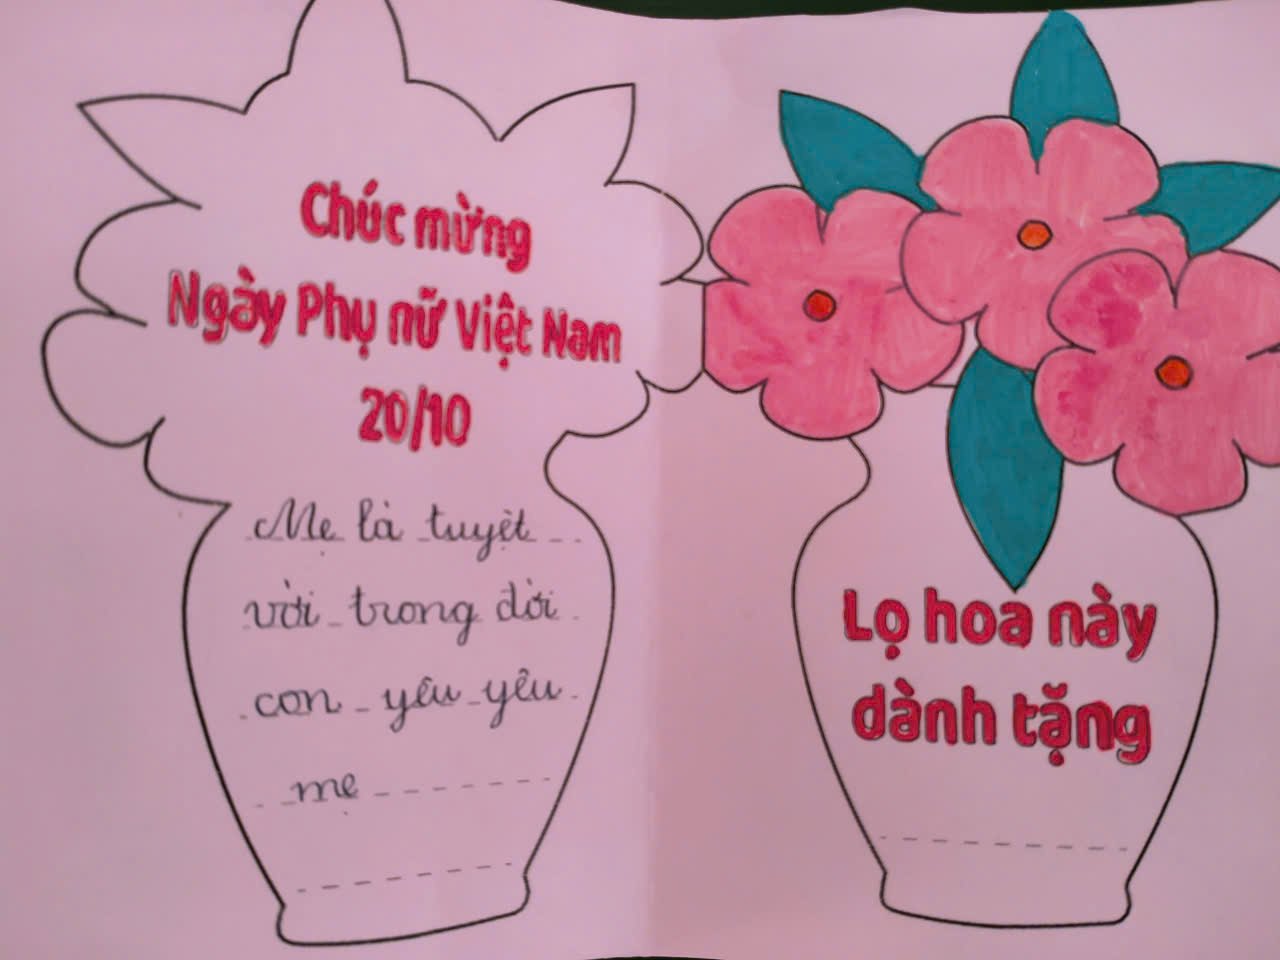 Chúc mừng
Ngày Phụ nữ Việt Nam
20/10
Mẹ là tuyệt
vời trong đời
con yêu yêu
mẹ
Lọ hoa này
dành tặng